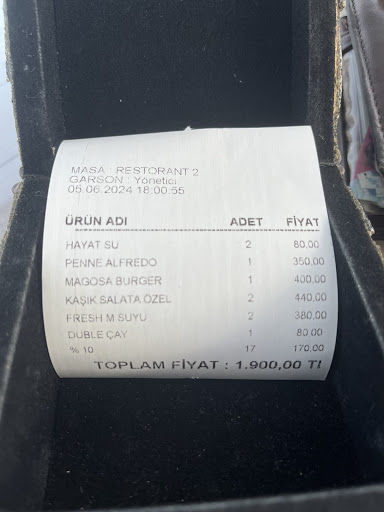 MASA : RESTORANT 2
GARSON : Yönetici
05.06.2024 18:00:55
ÜRÜN ADI ADET FİYAT
HAYAT SU 2 80,00
PENNE ALFREDO 1 350,00
MAGOSA BURGER 1 400,00
KAŞIK SALATA ÖZEL 2 440,00
FRESH M SUYU 2 380,00
DUBLE ÇAY 1 80,00
% 10 17 170,00
TOPLAM FİYAT : 1.900,00 TL